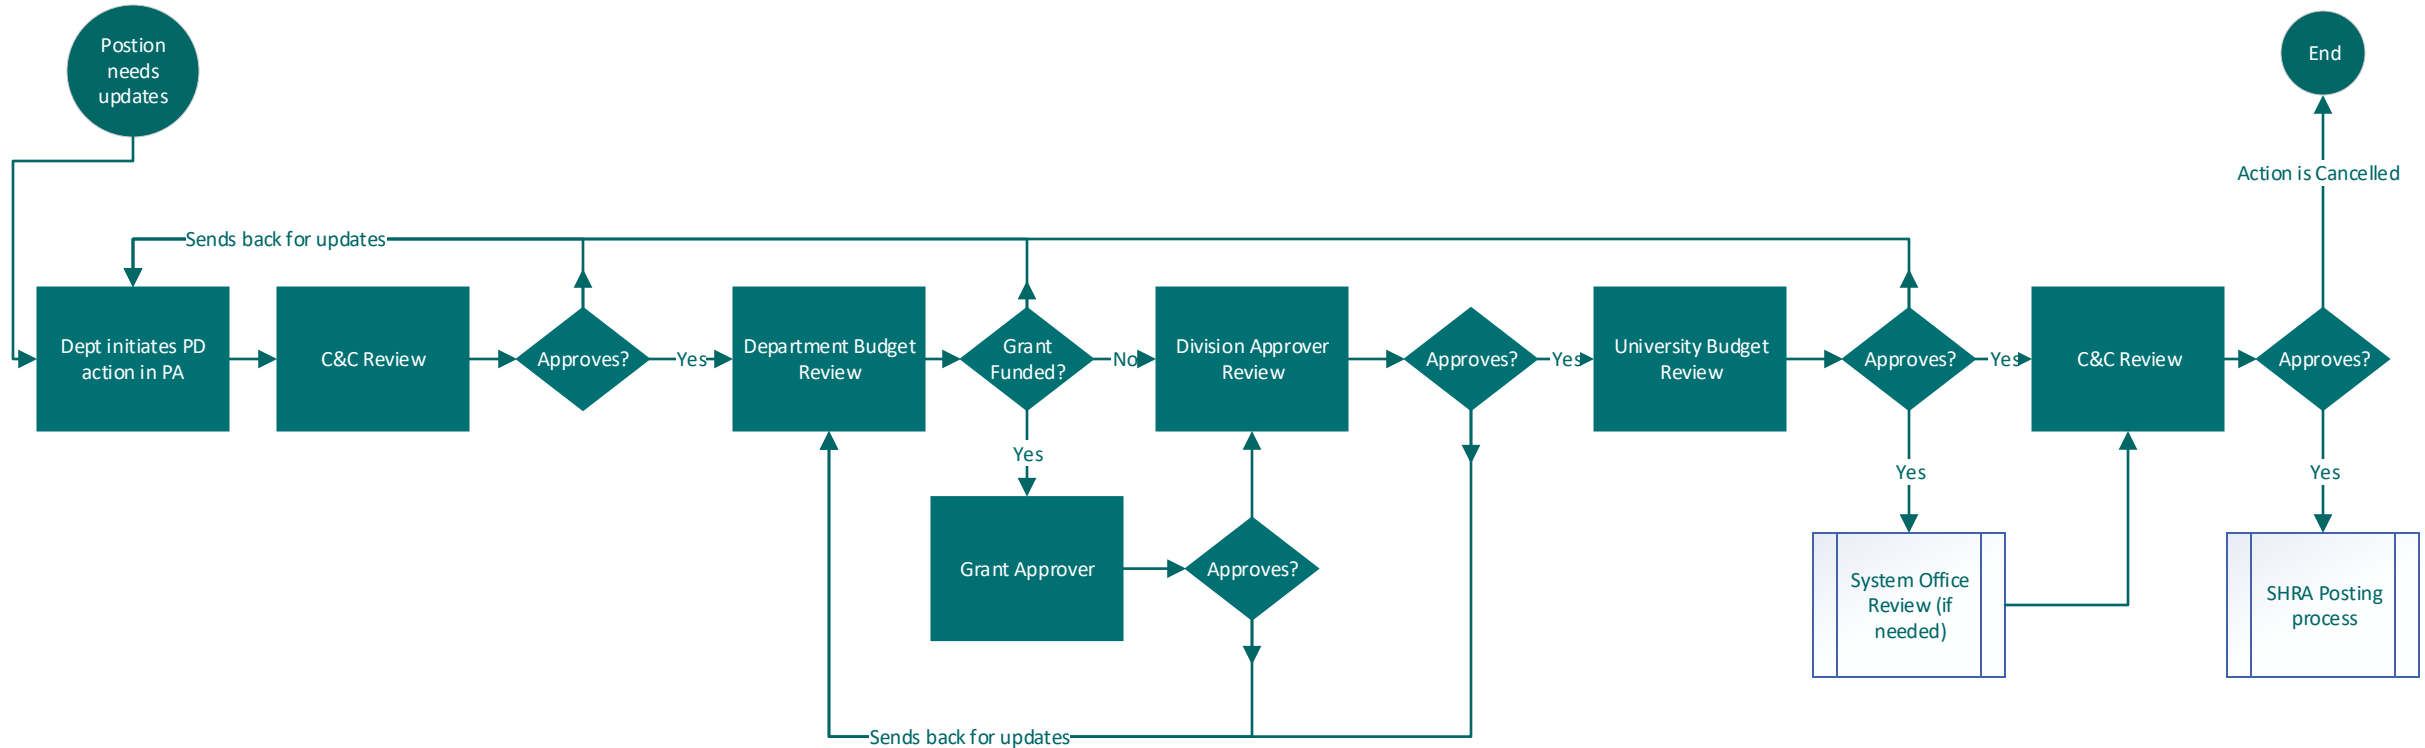 Postion
needs
updates
End
Action is Cancelled
Sends back for updates
Dept initiates PD
action in PA
C&C Review
Approves?
Yes
Department Budget
Review
Grant
Funded?
No
Division Approver
Review
Approves?
Yes
University Budget
Review
Approves?
Yes
C&C Review
Approves?
Yes
Yes
Yes
Grant Approver
Approves?
System Office
Review (if
needed)
SHRA Posting
process
Sends back for updates